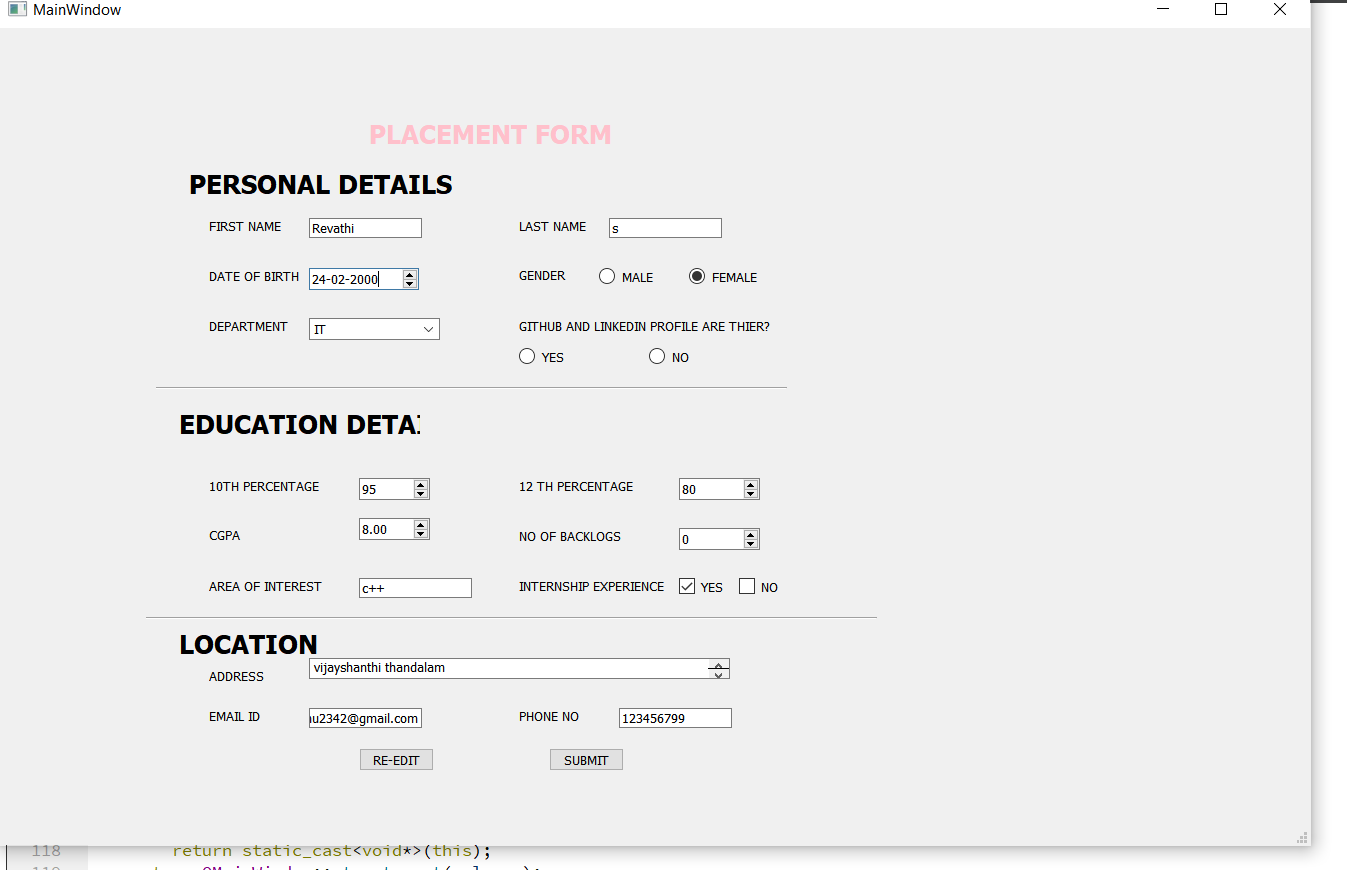 MainWindow
PLACEMENT FORM
PERSONAL DETAILS
FIRST NAME Revathi LAST NAME s
DATE OF BIRTH 24-02-2000 GENDER MALE FEMALE
DEPARTMENT IT GITHUB AND LINKEDIN PROFILE ARE THIER?
YES NO
EDUCATION
10TH PERCENTAGE 95 12 TH PERCENTAGE 80
CGPA 8.00 NO OF BACKLOGS 0
AREA OF INTEREST c++ INTERNSHIP EXPERIENCE YES NO
LOCATION
ADDRESS vijayshanthi thandalam
EMAIL ID u2342@gmail.com PHONE NO 123456799
RE-EDIT SUBMIT
118 return static_cast<void*>(this);